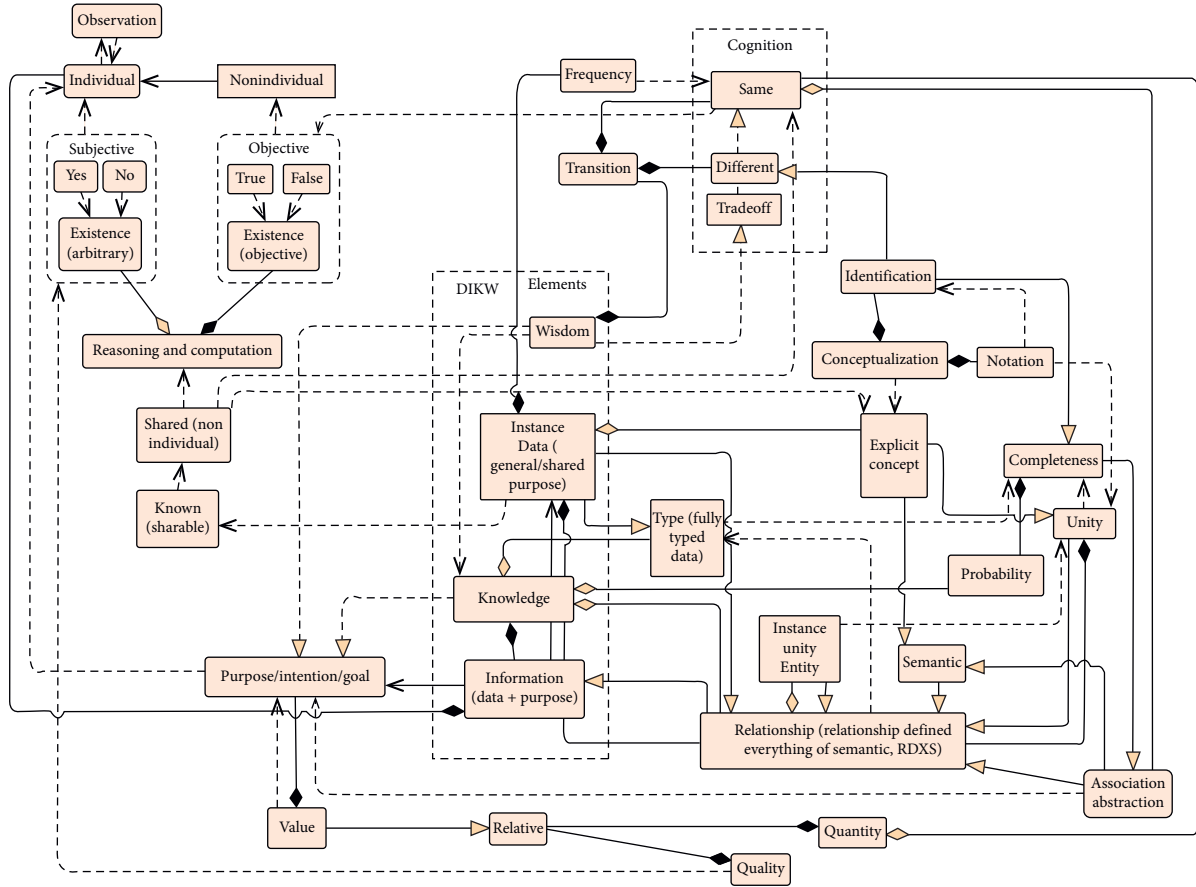 Observation
Individual
Nonindividual
Subjective
Yes
No
Existence
(arbitrary)
Objective
True
False
Existence
(objective)
Reasoning and computation
Shared (non
individual)
Known
(sharable)
Frequency
Transition
Cognition
Same
Different
Tradeoff
Identification
Conceptualization
Notation
Explicit
concept
Completeness
Unity
Probability
DIKW
Elements
Wisdom
Instance
Data (
general/shared
purpose)
Type (fully
typed
data)
Knowledge
Information
(data + purpose)
Purpose/intention/goal
Instance
unity
Entity
Semantic
Relationship (relationship defined
everything of semantic, RDXS)
Association
abstraction
Value
Relative
Quantity
Quality